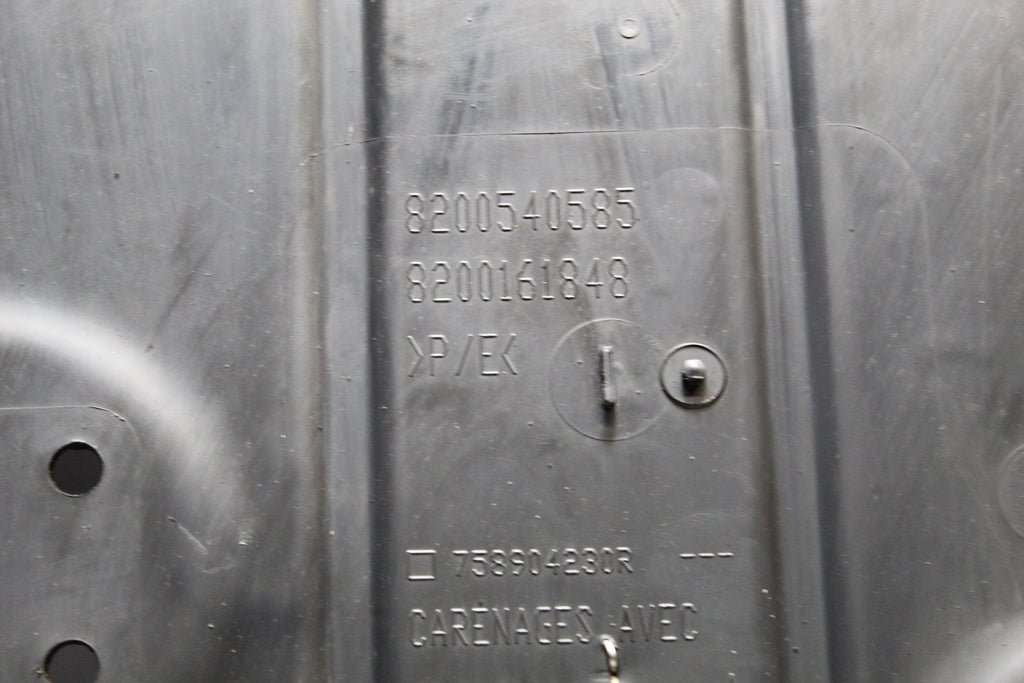 8200540585
8200161848
>P/E<
□ 758904230R ---
CARÉNAGES AVEC